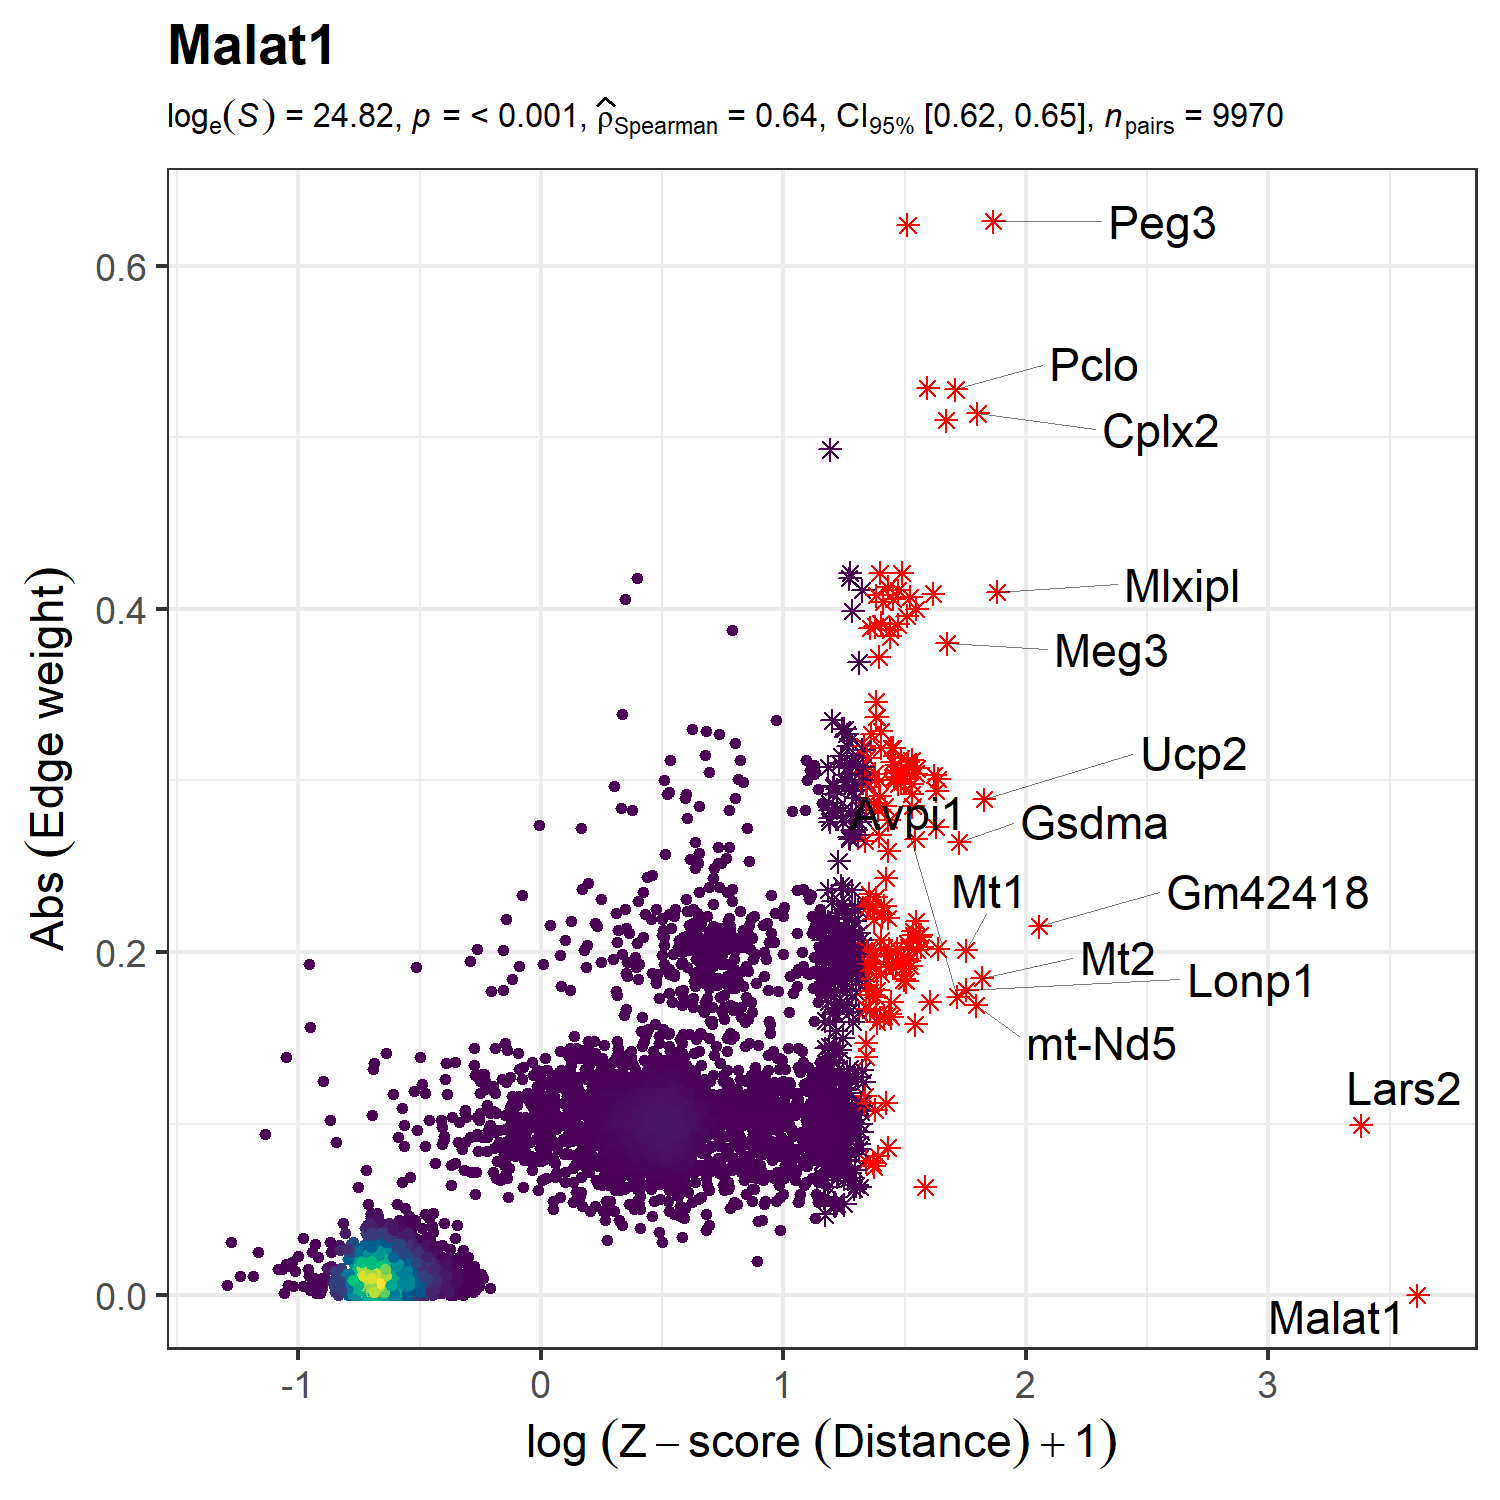 Malat1
logₑ(S) = 24.82, p = < 0.001, ρ̂Spearman = 0.64, CI95% [0.62, 0.65], npairs = 9970
Peg3
Pclo
Cplx2
Mlxipl
Meg3
Ucp2
Avpi1
Gsdma
Mt1
Gm42418
Mt2
Lonp1
mt-Nd5
Lars2
Malat1
0.6
0.4
0.2
0.0
Abs (Edge weight)
-1 0 1 2 3
log (Z − score (Distance) + 1)